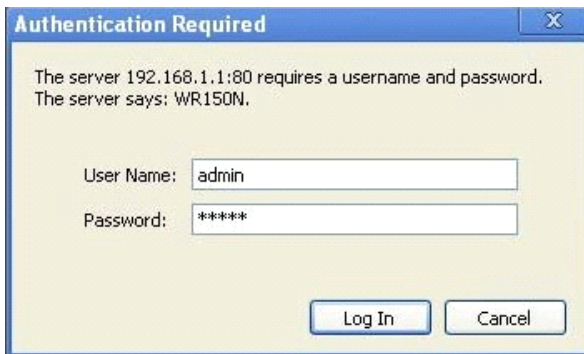 Authentication Required
The server 192.168.1.1:80 requires a username and password.
The server says: WR150N.
User Name: admin
Password: *****
Log In Cancel